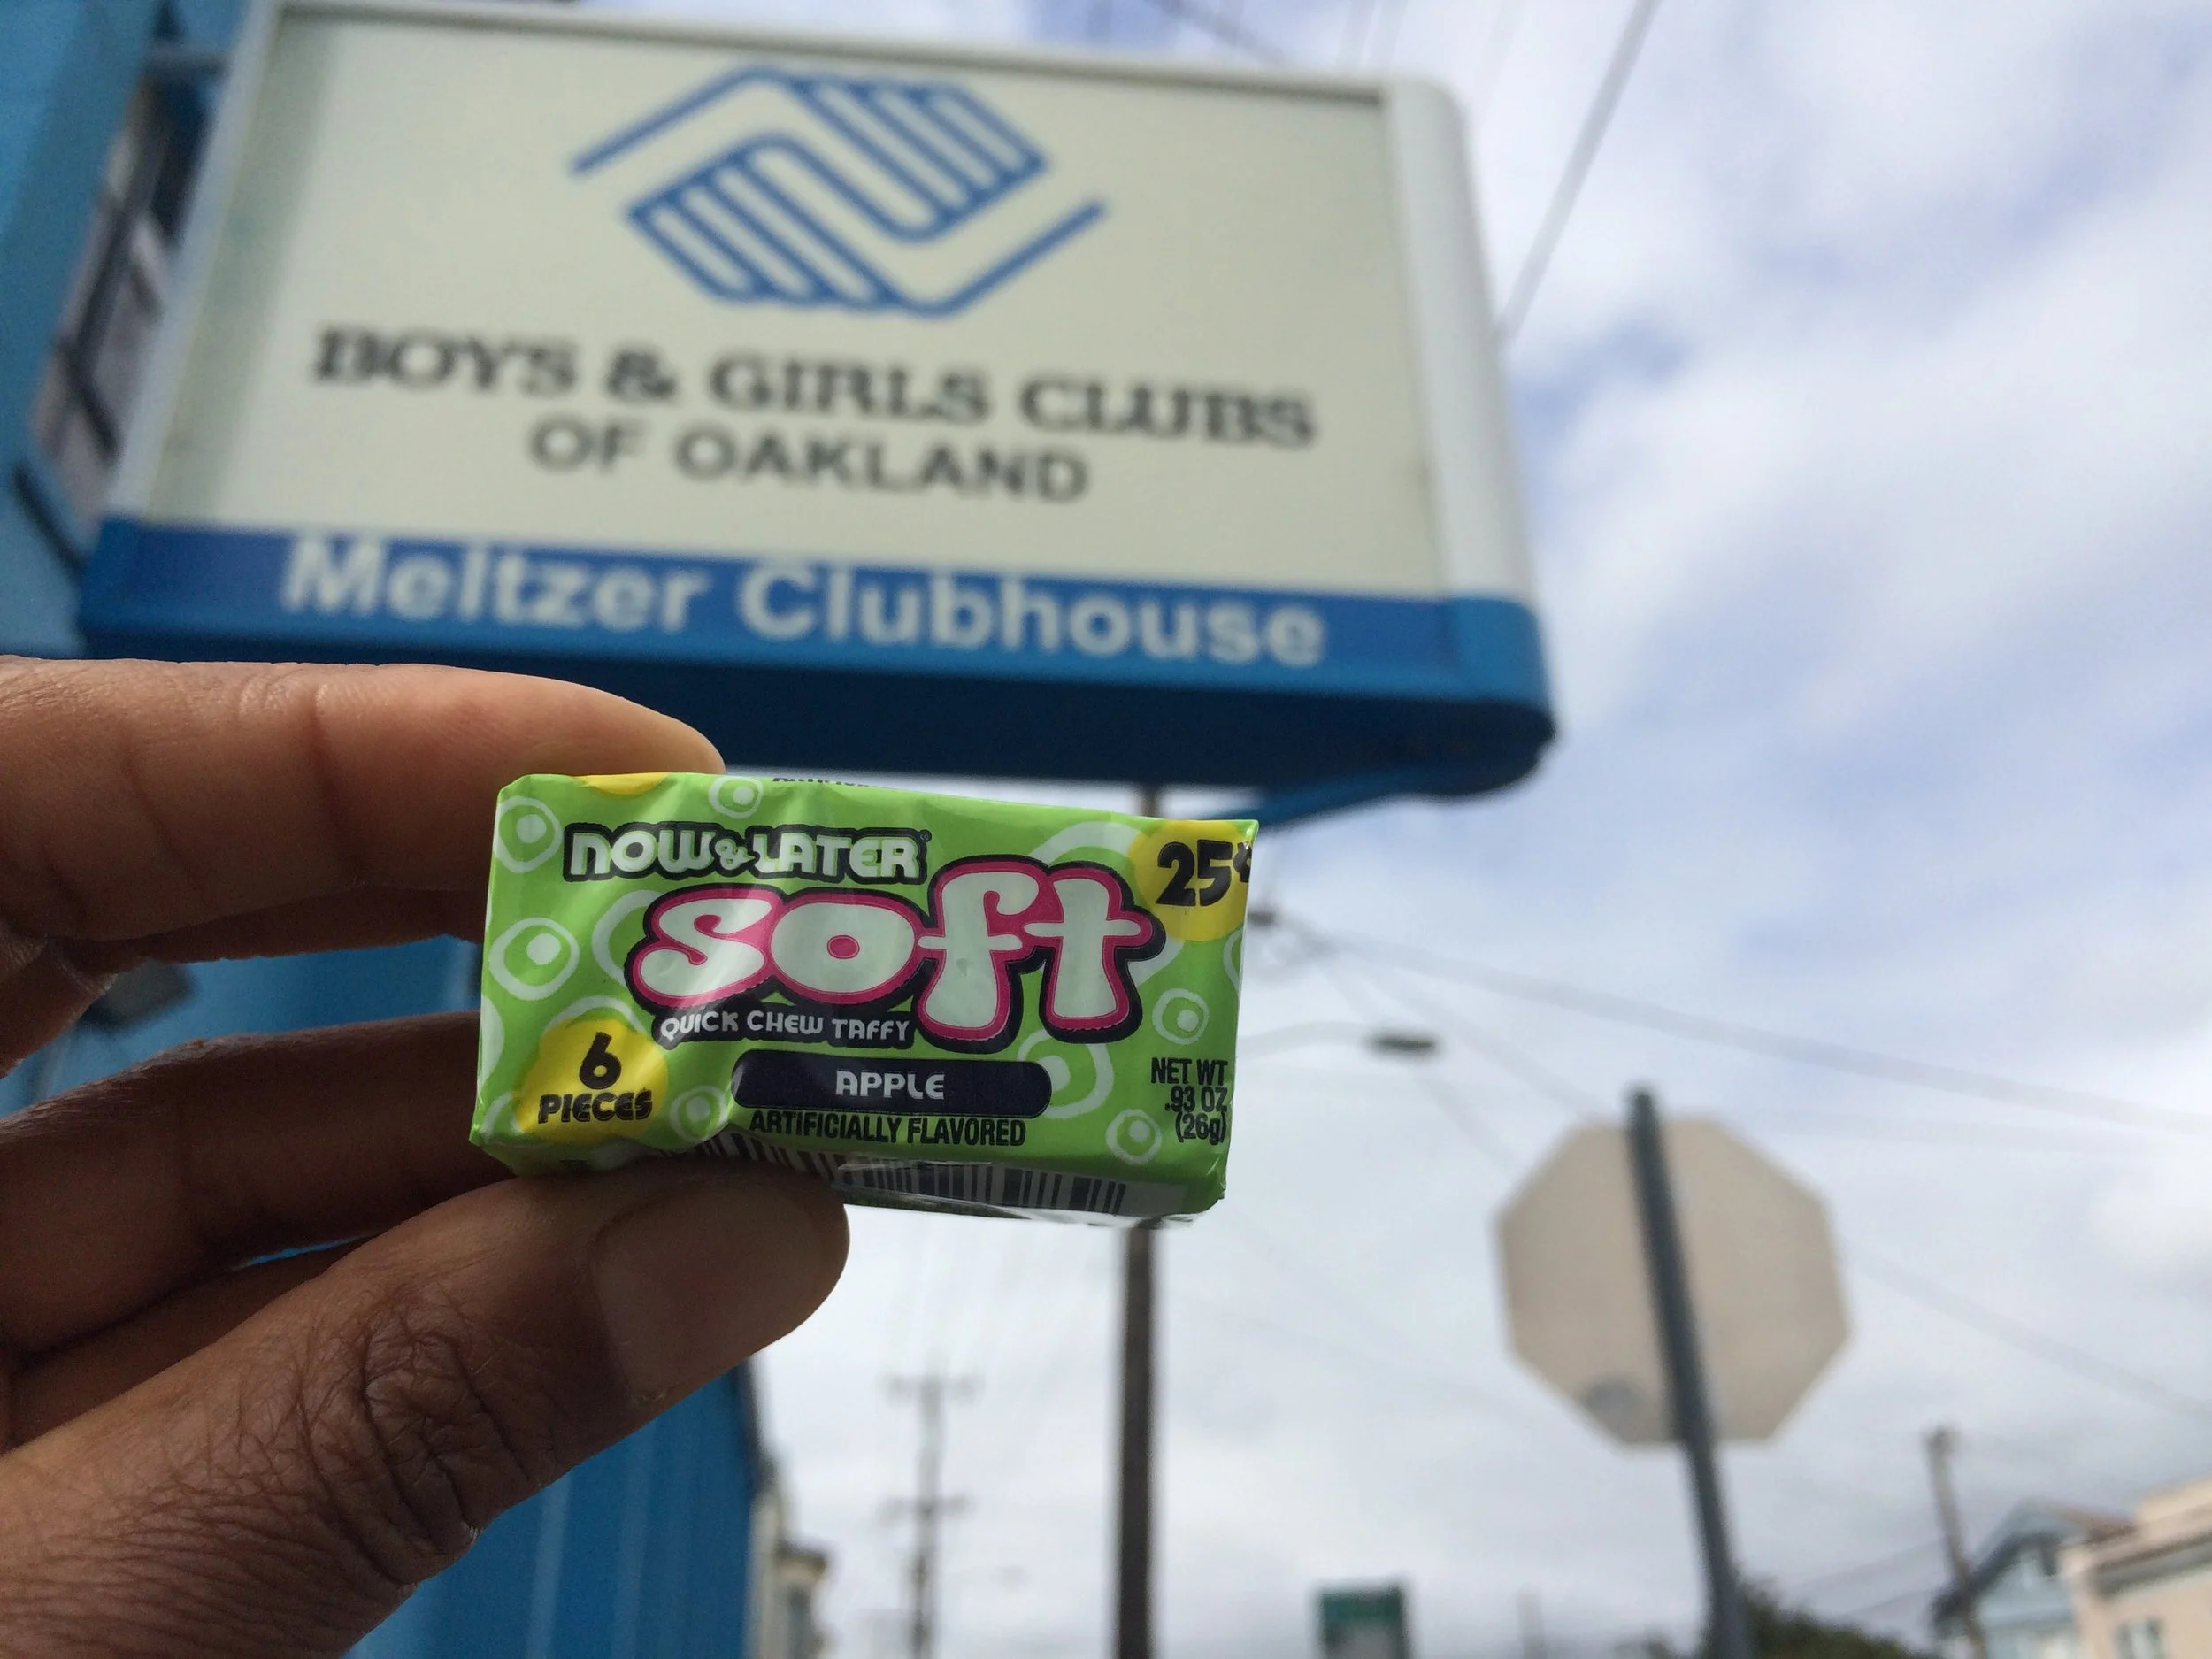 BOYS & GIRLS CLUBS
OF OAKLAND
Meltzer Clubhouse
NOW & LATER
25¢
soft
QUICK CHEW TAFFY
6
PIECES
APPLE
ARTIFICIALLY FLAVORED
NET WT
.93 OZ
(26g)